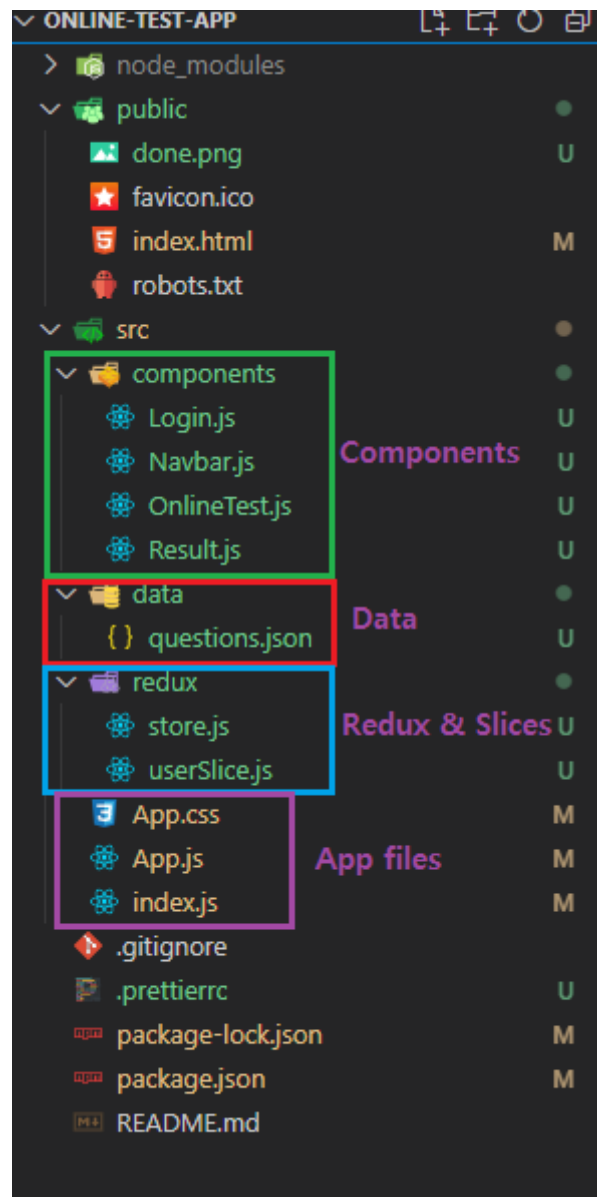 ONLINE-TEST-APP
node_modules
public
done.png U
favicon.ico
index.html M
robots.txt
src
components
Login.js U
Navbar.js Components U
OnlineTest.js U
Result.js U
data
Data
{ } questions.json U
redux
store.js Redux & Slices U
userSlice.js U
App.css M
App.js App files M
index.js M
.gitignore
.prettierrc U
npm package-lock.json M
npm package.json M
M README.md